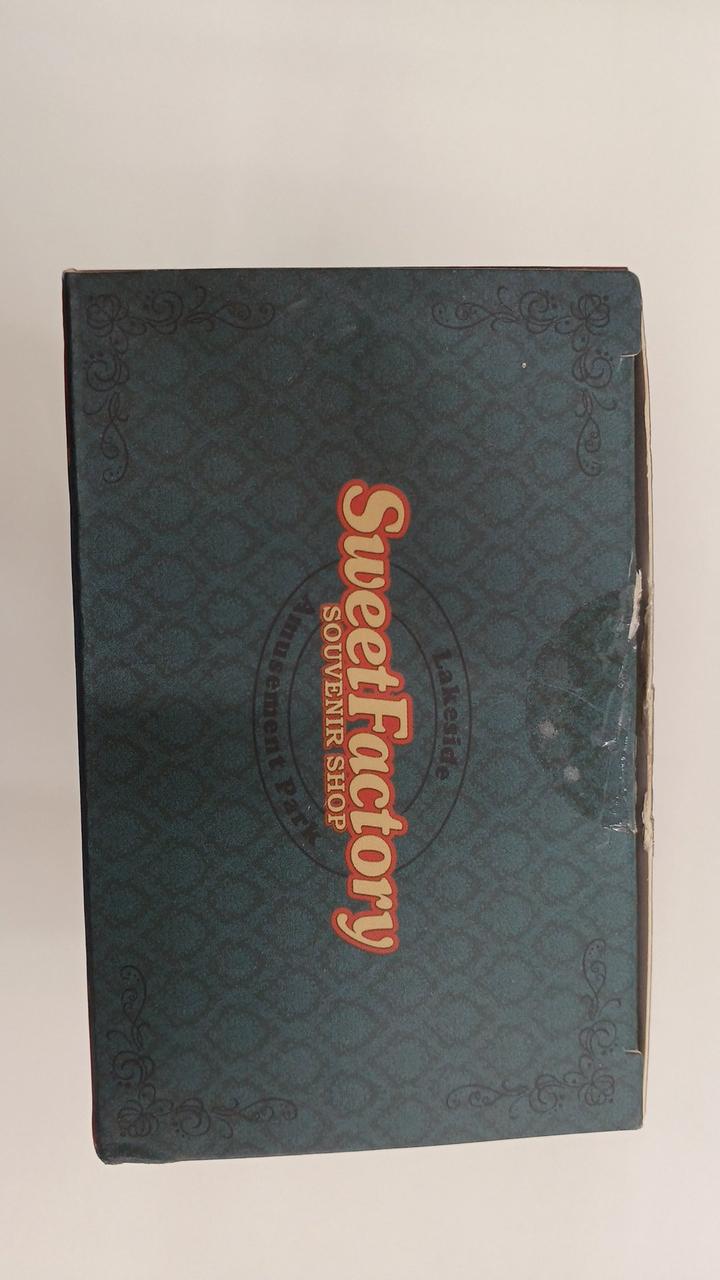 Lakeside
SweetFactory
SOUVENIR SHOP
Amusement Park